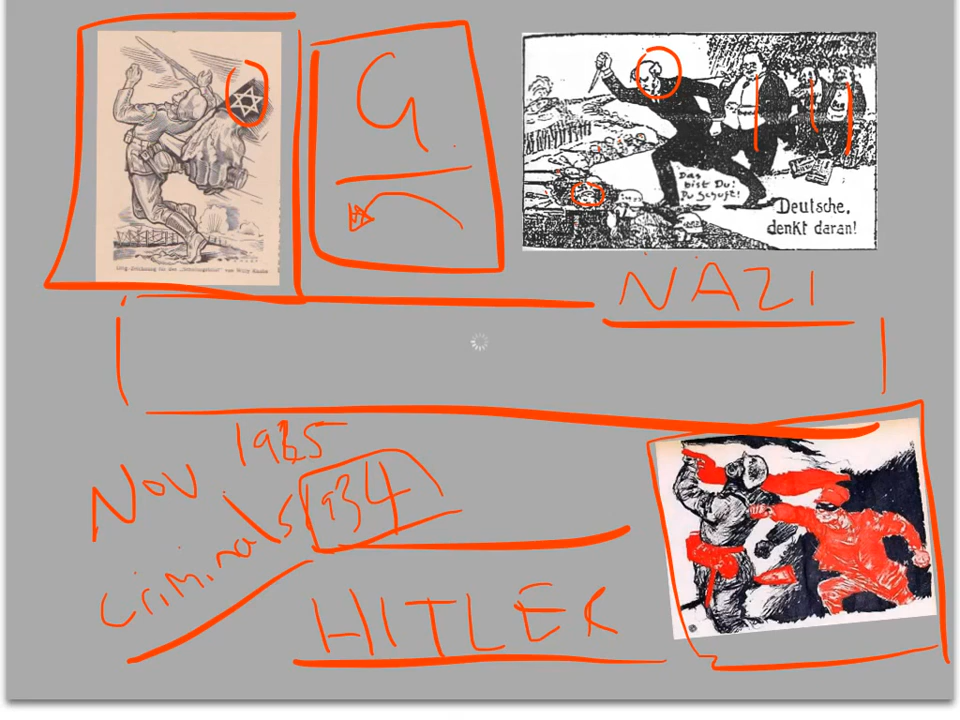 G
Das
bist Du!
Du Schuft!
Deutsche,
denkt daran!
NAZI
1935
Nov
1934
Criminals
HITLER